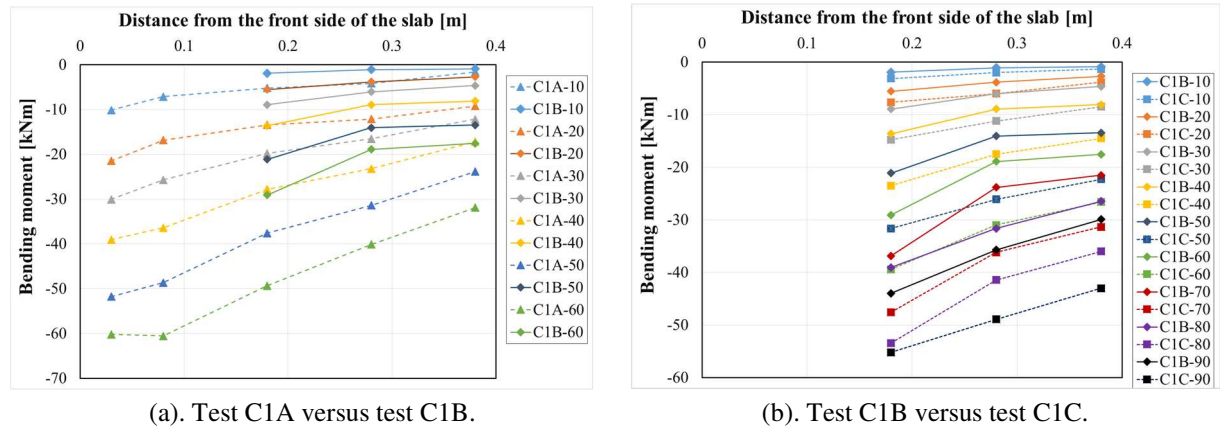 Distance from the front side of the slab [m]
0 0.1 0.2 0.3 0.4
Bending moment [kNm]
0
-10
-20
-30
-40
-50
-60
-70
C1A-10
C1B-10
C1A-20
C1B-20
C1A-30
C1B-30
C1A-40
C1B-40
C1A-50
C1B-50
C1A-60
C1B-60
(a). Test C1A versus test C1B.
Distance from the front side of the slab [m]
0 0.1 0.2 0.3 0.4
Bending moment [kNm]
0
-10
-20
-30
-40
-50
-60
C1B-10
C1C-10
C1B-20
C1C-20
C1B-30
C1C-30
C1B-40
C1C-40
C1B-50
C1C-50
C1B-60
C1C-60
C1B-70
C1C-70
C1B-80
C1C-80
C1B-90
C1C-90
(b). Test C1B versus test C1C.